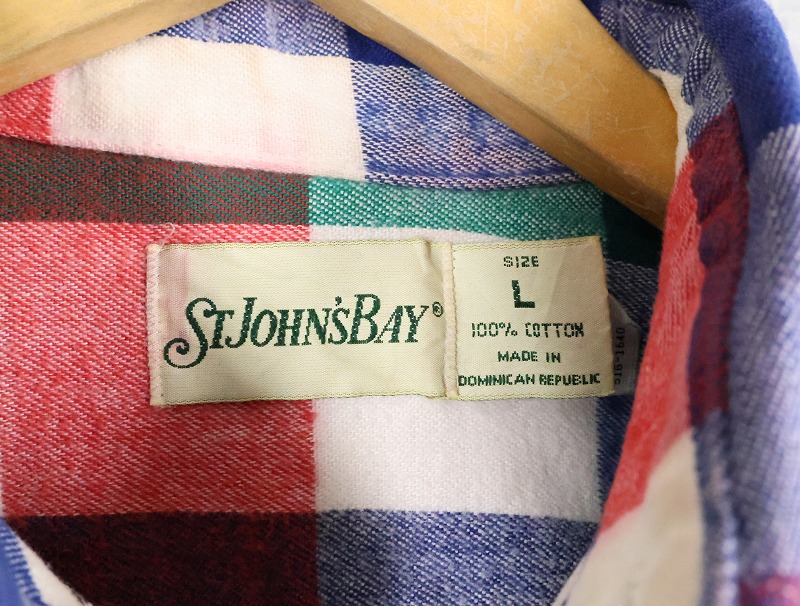 ST. JOHN'S BAY®
SIZE
L
100% COTTON
MADE IN
DOMINICAN REPUBLIC